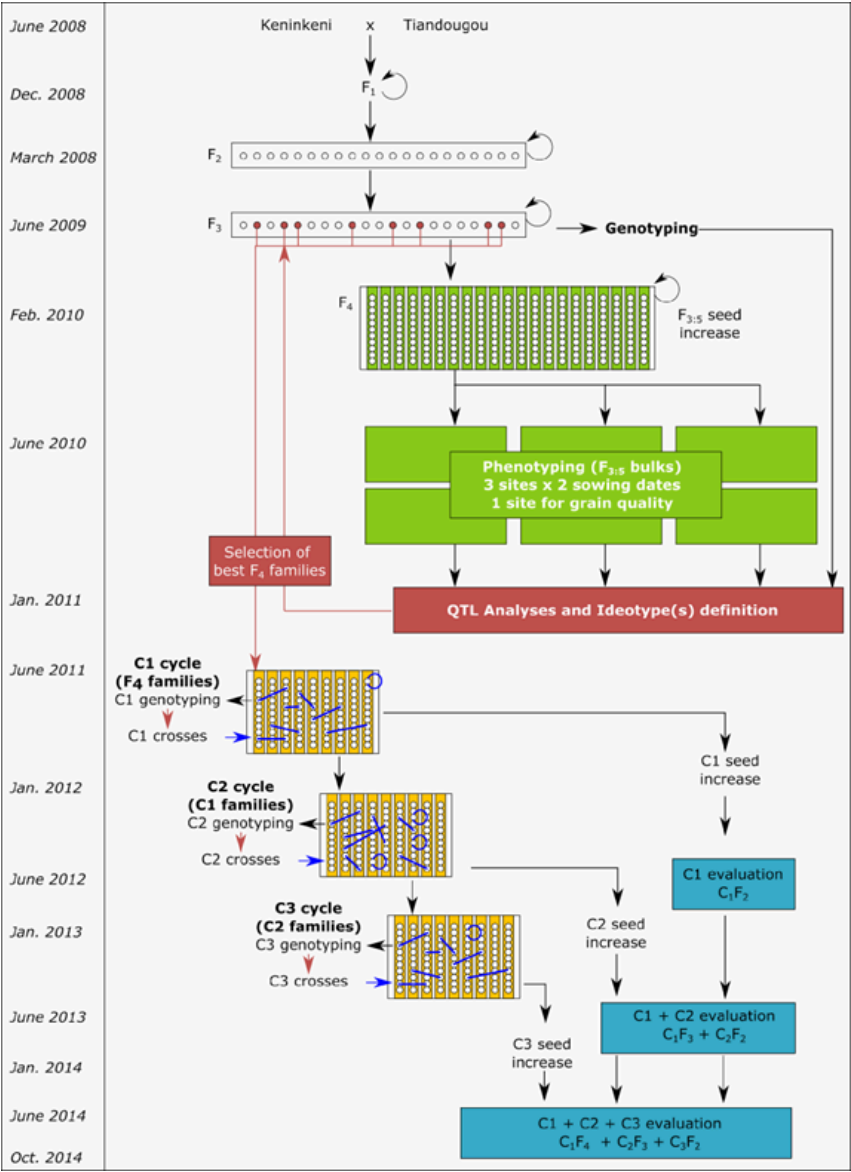 June 2008
Keninkeni x Tiandougou
Dec. 2008
F1
March 2008
F2
June 2009
F3
Genotyping
Feb. 2010
F4
F3:5 seed
increase
June 2010
Phenotyping (F3:5 bulks)
3 sites x 2 sowing dates
1 site for grain quality
Selection of
best F4 families
Jan. 2011
QTL Analyses and Ideotype(s) definition
June 2011
C1 cycle
(F4 families)
C1 genotyping
C1 crosses
C1 seed
increase
Jan. 2012
C2 cycle
(C1 families)
C2 genotyping
C2 crosses
June 2012
C1 evaluation
C1F2
Jan. 2013
C3 cycle
(C2 families)
C3 genotyping
C3 crosses
C2 seed
increase
June 2013
C1 + C2 evaluation
C1F3 + C2F2
C3 seed
increase
Jan. 2014
June 2014
C1 + C2 + C3 evaluation
C1F4 + C2F3 + C3F2
Oct. 2014